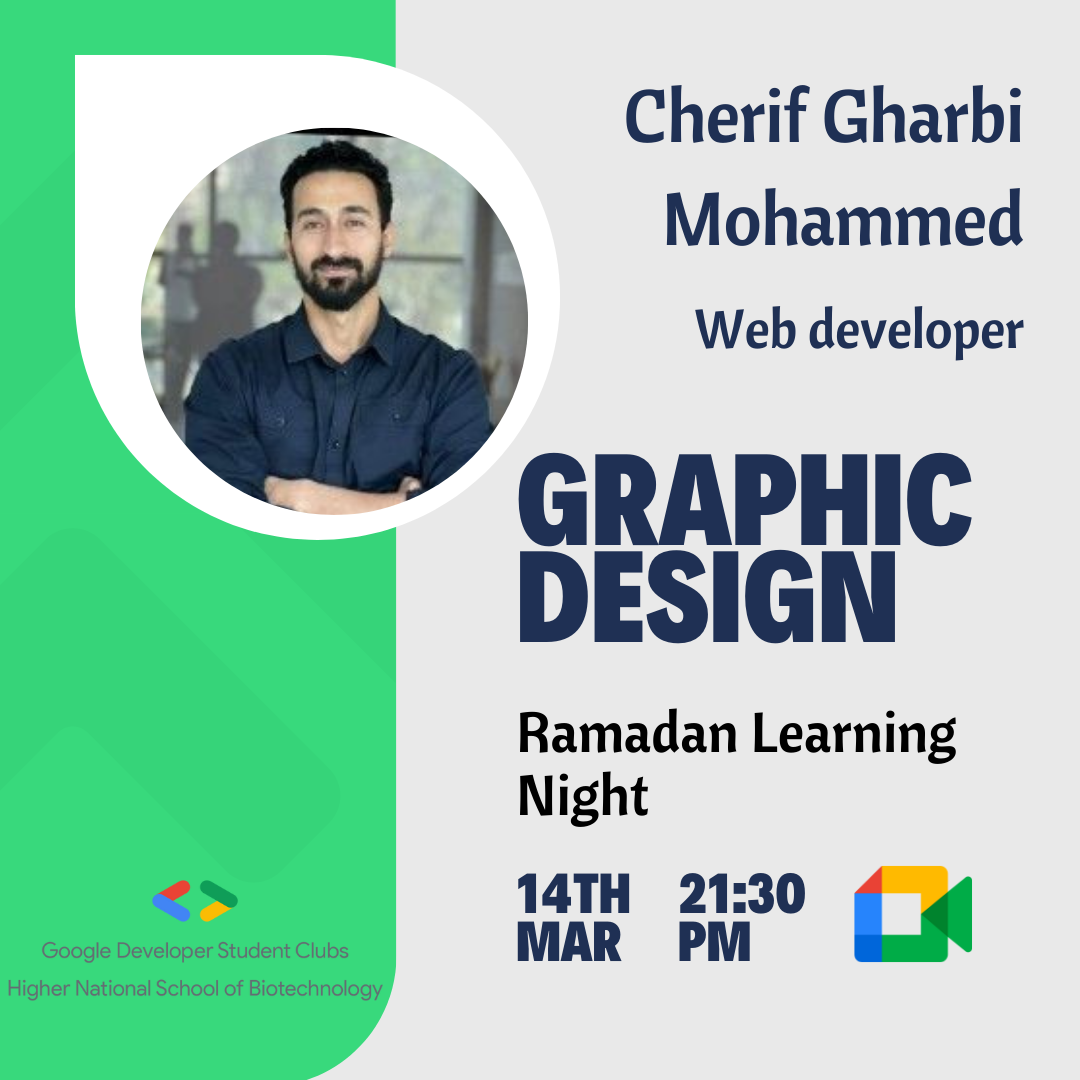 Cherif Gharbi
Mohammed
Web developer
GRAPHIC
DESIGN
Ramadan Learning
Night
14TH
MAR
21:30
PM
Google Developer Student Clubs
Higher National School of Biotechnology